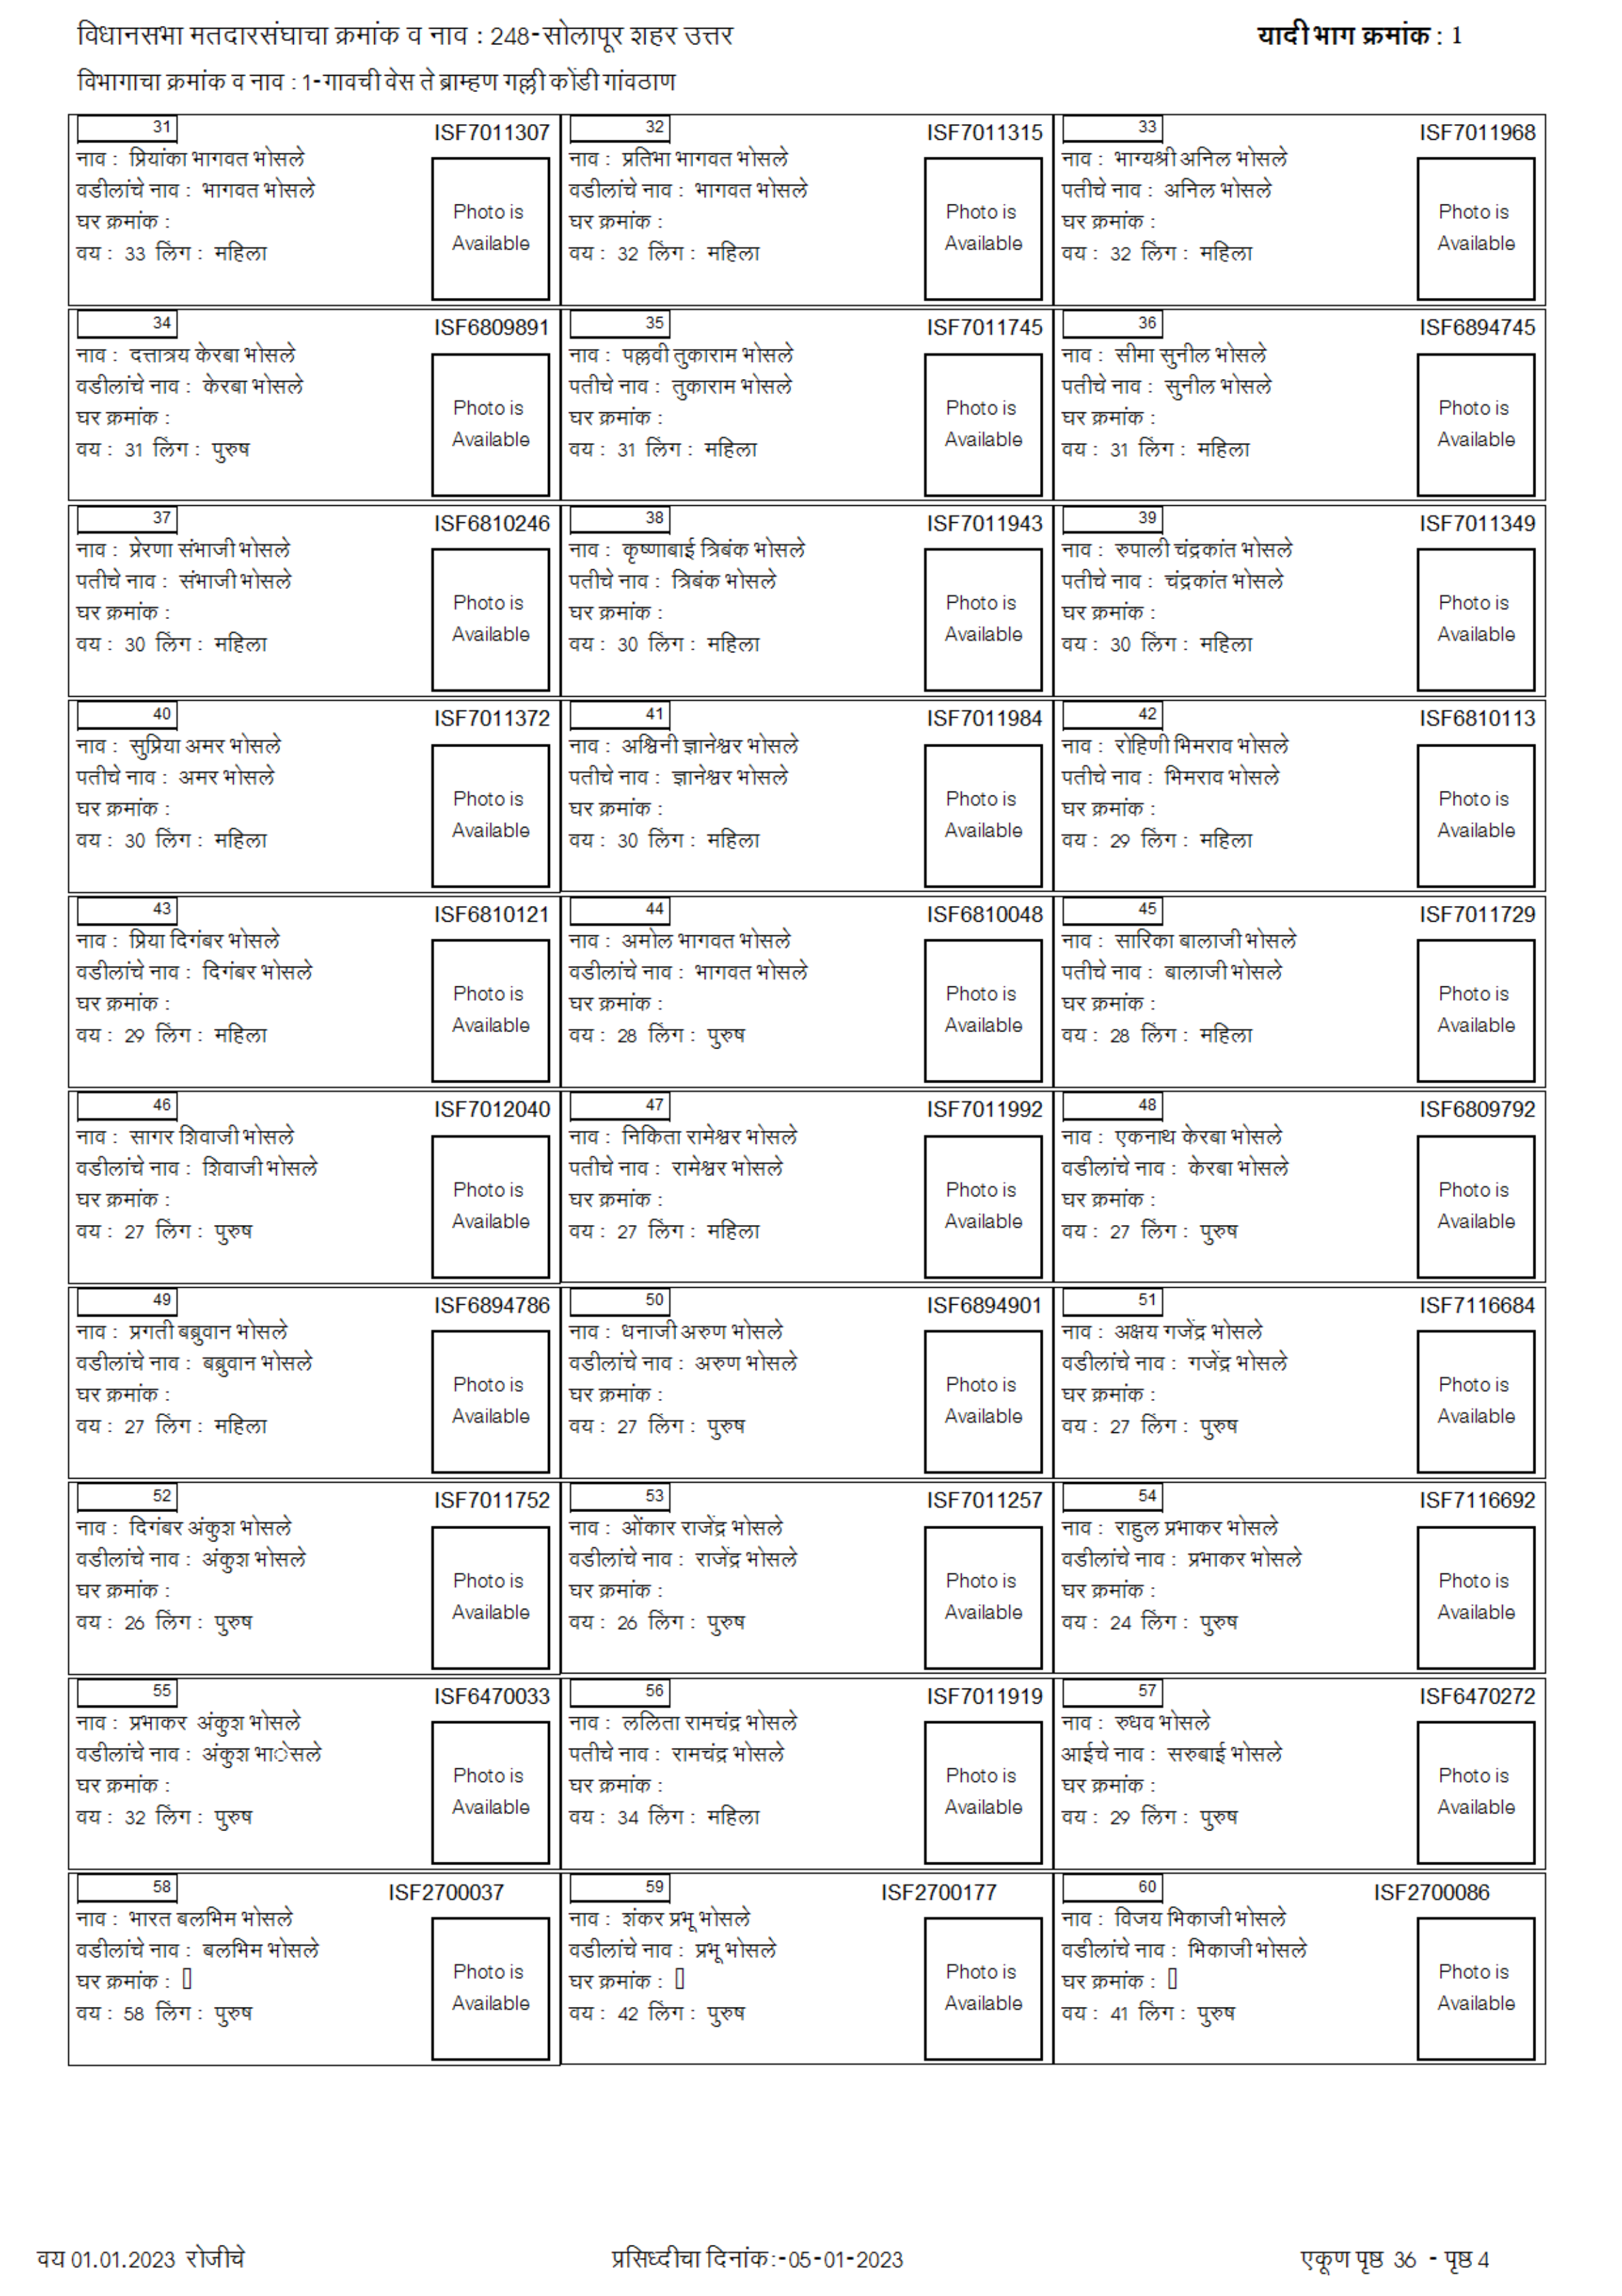 विधानसभा मतदारसंघाचा क्रमांक व नाव : 248-सोलापूर शहर उत्तर
यादी भाग क्रमांक : 1
विभागाचा क्रमांक व नाव : 1-गावची वेस ते ब्राम्हण गल्ली कोंडी गांवठाण
31 ISF7011307
नाव : प्रियांका भागवत भोसले
वडीलांचे नाव : भागवत भोसले
घर क्रमांक :
वय : 33 लिंग : महिला
Photo is
Available
32 ISF7011315
नाव : प्रतिभा भागवत भोसले
वडीलांचे नाव : भागवत भोसले
घर क्रमांक :
वय : 32 लिंग : महिला
Photo is
Available
33 ISF7011968
नाव : भाग्यश्री अनिल भोसले
पतीचे नाव : अनिल भोसले
घर क्रमांक :
वय : 32 लिंग : महिला
Photo is
Available
34 ISF6809891
नाव : दत्तात्रय केरबा भोसले
वडीलांचे नाव : केरबा भोसले
घर क्रमांक :
वय : 31 लिंग : पुरुष
Photo is
Available
35 ISF7011745
नाव : पल्लवी तुकाराम भोसले
पतीचे नाव : तुकाराम भोसले
घर क्रमांक :
वय : 31 लिंग : महिला
Photo is
Available
36 ISF6894745
नाव : सीमा सुनील भोसले
पतीचे नाव : सुनील भोसले
घर क्रमांक :
वय : 31 लिंग : महिला
Photo is
Available
37 ISF6810246
नाव : प्रेरणा संभाजी भोसले
पतीचे नाव : संभाजी भोसले
घर क्रमांक :
वय : 30 लिंग : महिला
Photo is
Available
38 ISF7011943
नाव : कृष्णाबाई त्रिबंक भोसले
पतीचे नाव : त्रिबंक भोसले
घर क्रमांक :
वय : 30 लिंग : महिला
Photo is
Available
39 ISF7011349
नाव : रुपाली चंद्रकांत भोसले
पतीचे नाव : चंद्रकांत भोसले
घर क्रमांक :
वय : 30 लिंग : महिला
Photo is
Available
40 ISF7011372
नाव : सुप्रिया अमर भोसले
पतीचे नाव : अमर भोसले
घर क्रमांक :
वय : 30 लिंग : महिला
Photo is
Available
41 ISF7011984
नाव : अश्विनी ज्ञानेश्वर भोसले
पतीचे नाव : ज्ञानेश्वर भोसले
घर क्रमांक :
वय : 30 लिंग : महिला
Photo is
Available
42 ISF6810113
नाव : रोहिणी भिमराव भोसले
पतीचे नाव : भिमराव भोसले
घर क्रमांक :
वय : 29 लिंग : महिला
Photo is
Available
43 ISF6810121
नाव : प्रिया दिगंबर भोसले
वडीलांचे नाव : दिगंबर भोसले
घर क्रमांक :
वय : 29 लिंग : महिला
Photo is
Available
44 ISF6810048
नाव : अमोल भागवत भोसले
वडीलांचे नाव : भागवत भोसले
घर क्रमांक :
वय : 28 लिंग : पुरुष
Photo is
Available
45 ISF7011729
नाव : सारिका बालाजी भोसले
पतीचे नाव : बालाजी भोसले
घर क्रमांक :
वय : 28 लिंग : महिला
Photo is
Available
46 ISF7012040
नाव : सागर शिवाजी भोसले
वडीलांचे नाव : शिवाजी भोसले
घर क्रमांक :
वय : 27 लिंग : पुरुष
Photo is
Available
47 ISF7011992
नाव : निकिता रामेश्वर भोसले
पतीचे नाव : रामेश्वर भोसले
घर क्रमांक :
वय : 27 लिंग : महिला
Photo is
Available
48 ISF6809792
नाव : एकनाथ केरबा भोसले
वडीलांचे नाव : केरबा भोसले
घर क्रमांक :
वय : 27 लिंग : पुरुष
Photo is
Available
49 ISF6894786
नाव : प्रगती बब्रुवान भोसले
वडीलांचे नाव : बब्रुवान भोसले
घर क्रमांक :
वय : 27 लिंग : महिला
Photo is
Available
50 ISF6894901
नाव : धनाजी अरुण भोसले
वडीलांचे नाव : अरुण भोसले
घर क्रमांक :
वय : 27 लिंग : पुरुष
Photo is
Available
51 ISF7116684
नाव : अक्षय गजेंद्र भोसले
वडीलांचे नाव : गजेंद्र भोसले
घर क्रमांक :
वय : 27 लिंग : पुरुष
Photo is
Available
52 ISF7011752
नाव : दिगंबर अंकुश भोसले
वडीलांचे नाव : अंकुश भोसले
घर क्रमांक :
वय : 26 लिंग : पुरुष
Photo is
Available
53 ISF7011257
नाव : ओंकार राजेंद्र भोसले
वडीलांचे नाव : राजेंद्र भोसले
घर क्रमांक :
वय : 26 लिंग : पुरुष
Photo is
Available
54 ISF7116692
नाव : राहुल प्रभाकर भोसले
वडीलांचे नाव : प्रभाकर भोसले
घर क्रमांक :
वय : 24 लिंग : पुरुष
Photo is
Available
55 ISF6470033
नाव : प्रभाकर अंकुश भोसले
वडीलांचे नाव : अंकुश भाेसले
घर क्रमांक :
वय : 32 लिंग : पुरुष
Photo is
Available
56 ISF7011919
नाव : ललिता रामचंद्र भोसले
पतीचे नाव : रामचंद्र भोसले
घर क्रमांक :
वय : 34 लिंग : महिला
Photo is
Available
57 ISF6470272
नाव : रुधव भोसले
आईचे नाव : सरुबाई भोसले
घर क्रमांक :
वय : 29 लिंग : पुरुष
Photo is
Available
58 ISF2700037
नाव : भारत बलभिम भोसले
वडीलांचे नाव : बलभिम भोसले
घर क्रमांक : ▯
वय : 58 लिंग : पुरुष
Photo is
Available
59 ISF2700177
नाव : शंकर प्रभू भोसले
वडीलांचे नाव : प्रभू भोसले
घर क्रमांक : ▯
वय : 42 लिंग : पुरुष
Photo is
Available
60 ISF2700086
नाव : विजय भिकाजी भोसले
वडीलांचे नाव : भिकाजी भोसले
घर क्रमांक : ▯
वय : 41 लिंग : पुरुष
Photo is
Available
वय 01.01.2023 रोजीचे
प्रसिध्दीचा दिनांक:-05-01-2023
एकूण पृष्ठ 36 - पृष्ठ 4